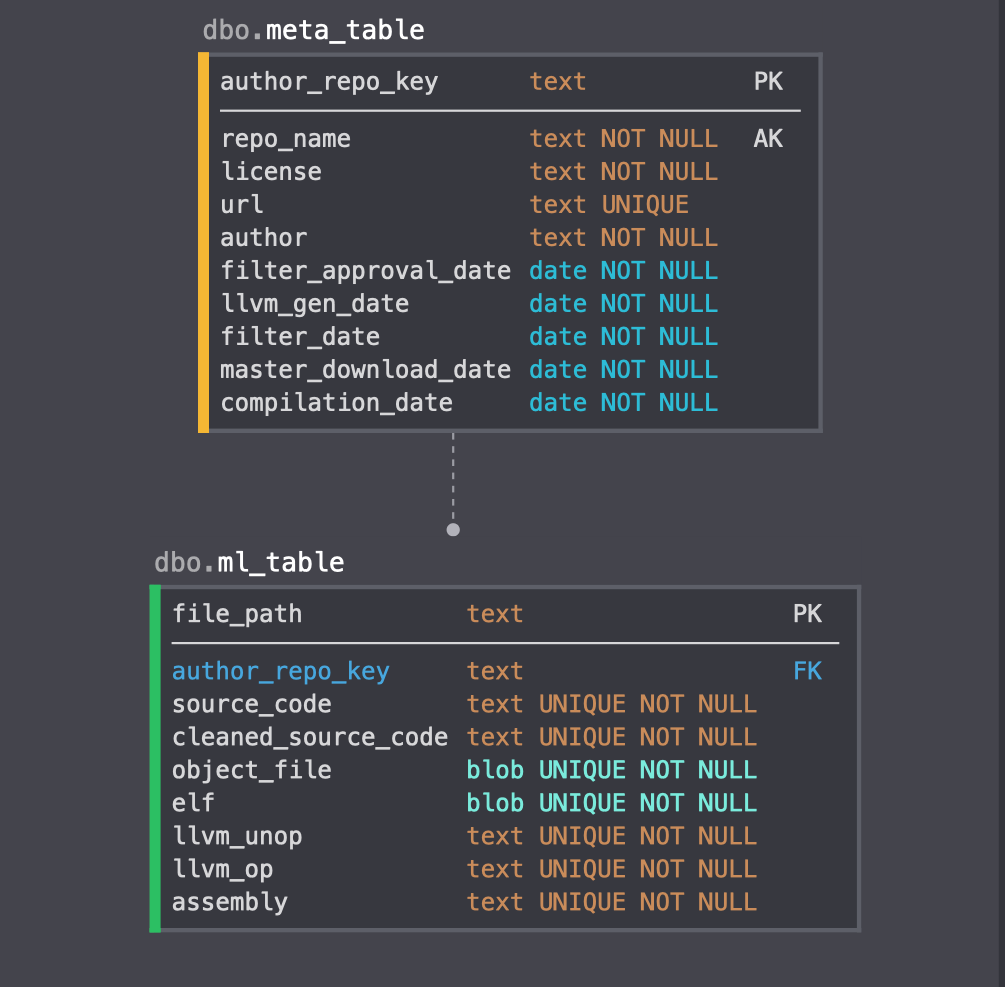 dbo.meta_table
author_repo_key text PK
repo_name text NOT NULL AK
license text NOT NULL
url text UNIQUE
author text NOT NULL
filter_approval_date date NOT NULL
llvm_gen_date date NOT NULL
filter_date date NOT NULL
master_download_date date NOT NULL
compilation_date date NOT NULL
dbo.ml_table
file_path text PK
author_repo_key text FK
source_code text UNIQUE NOT NULL
cleaned_source_code text UNIQUE NOT NULL
object_file blob UNIQUE NOT NULL
elf blob UNIQUE NOT NULL
llvm_unop text UNIQUE NOT NULL
llvm_op text UNIQUE NOT NULL
assembly text UNIQUE NOT NULL